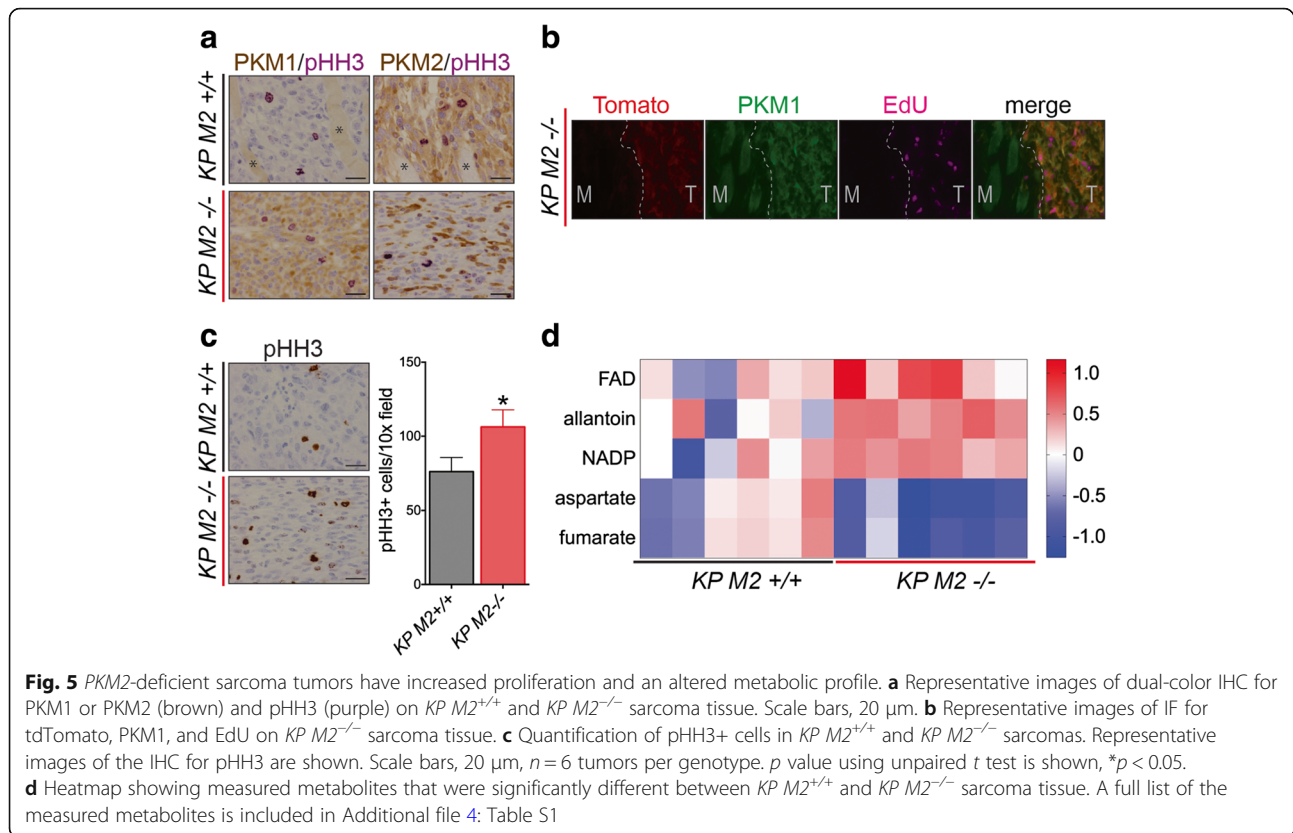 a
PKM1/pHH3 PKM2/pHH3
KP M2 +/+
* * * *
KP M2 -/-
b
Tomato PKM1 EdU merge
KP M2 -/-
M T M T M T M T
c
pHH3
KP M2 +/+
KP M2 -/-
pHH3+ cells/10x field
150
100
50
0
*
KP M2+/+ KP M2-/-
d
FAD
allantoin
NADP
aspartate
fumarate
1.0
0.5
0
-0.5
-1.0
KP M2 +/+ KP M2 -/-
Fig. 5 PKM2-deficient sarcoma tumors have increased proliferation and an altered metabolic profile. a Representative images of dual-color IHC for
PKM1 or PKM2 (brown) and pHH3 (purple) on KP M2+/+ and KP M2−/− sarcoma tissue. Scale bars, 20 μm. b Representative images of IF for
tdTomato, PKM1, and EdU on KP M2−/− sarcoma tissue. c Quantification of pHH3+ cells in KP M2+/+ and KP M2−/− sarcomas. Representative
images of the IHC for pHH3 are shown. Scale bars, 20 μm, n = 6 tumors per genotype. p value using unpaired t test is shown, *p < 0.05.
d Heatmap showing measured metabolites that were significantly different between KP M2+/+ and KP M2−/− sarcoma tissue. A full list of the
measured metabolites is included in Additional file 4: Table S1